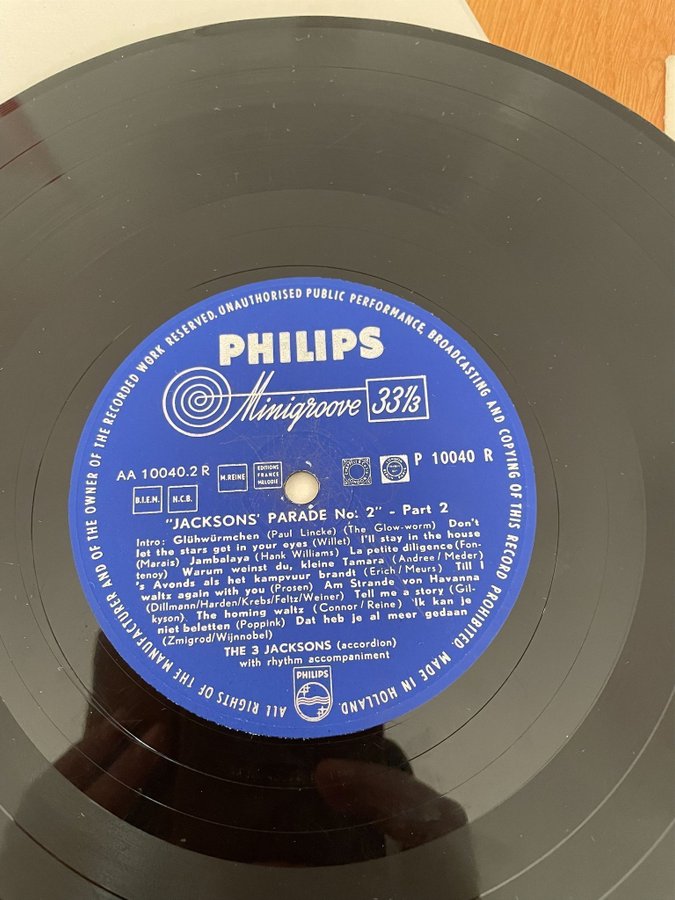 ALL RIGHTS OF THE MANUFACTURER AND OF THE OWNER OF THE RECORDED WORK RESERVED. UNAUTHORISED PUBLIC PERFORMANCE, BROADCASTING AND COPYING OF THIS RECORD PROHIBITED. MADE IN HOLLAND.
PHILIPS
Minigroove 33⅓
AA 10040.2 R M.REINE EDITIONS FRANCE MELODIE P 10040 R
B.I.E.M. N.C.B.
"JACKSONS' PARADE No: 2" - Part 2
Intro: Glühwürmchen (Paul Lincke) (The Glow-worm) Don't
let the stars get in your eyes (Willet) I'll stay in the house
(Marais) Jambalaya (Hank Williams) La petite diligence (Fon-
tenoy) Warum weinst du, kleine Tamara (Andree / Meder)
's Avonds als het kampvuur brandt (Erich / Meurs) Till I
waltz again with you (Prosen) Am Strande von Havanna
(Dillmann/Harden/Krebs/Feltz/Weiner) Tell me a story (Gil-
kyson) The homing waltz (Connor / Reine) 'Ik kan je
niet beletten (Poppink) Dat heb je al meer gedaan
(Zmigrod/Wijnnobel)
THE 3 JACKSONS (accordion)
with rhythm accompaniment
PHILIPS